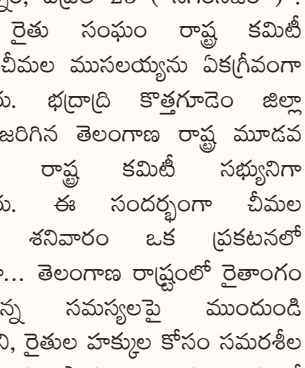 రైతు సంఘం రాష్ట్ర కమిటీ
చీమల ముసలయ్యను ఏకగ్రీవంగా
రు. భద్రాద్రి కొత్తగూడెం జిల్లా
జరిగిన తెలంగాణ రాష్ట్ర మూడవ
రాష్ట్ర కమిటీ సభ్యునిగా
రు. ఈ సందర్భంగా చీమల
శనివారం ఒక ప్రకటనలో
... తెలంగాణ రాష్ట్రంలో రైతాంగం
న్న సమస్యలపై ముందుండి
ని, రైతుల హక్కుల కోసం సమరశీల